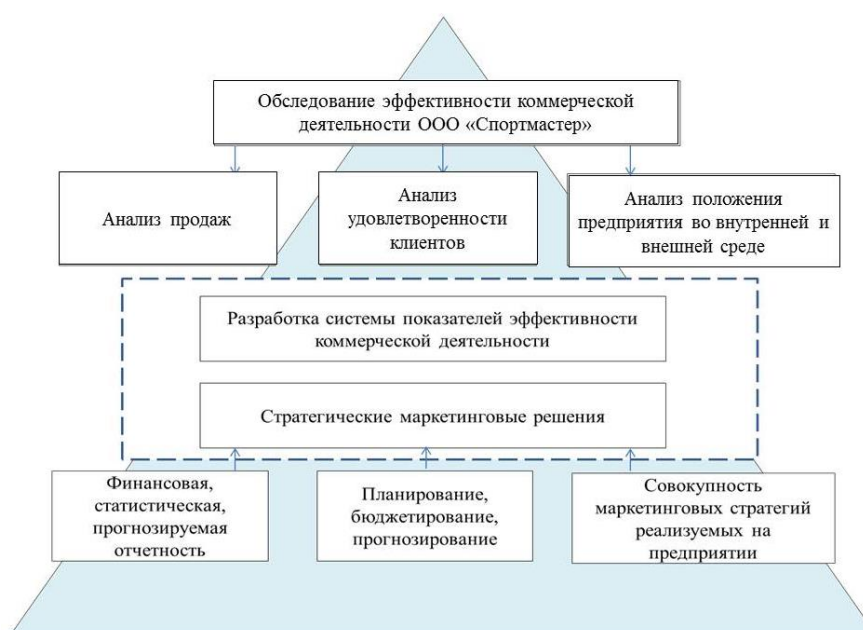 Обследование эффективности коммерческой
деятельности ООО «Спортмастер»
Анализ продаж
Анализ
удовлетворенности
клиентов
Анализ положения
предприятия во внутренней и
внешней среде
Разработка системы показателей эффективности
коммерческой деятельности
Стратегические маркетинговые решения
Финансовая,
статистическая,
прогнозируемая
отчетность
Планирование,
бюджетирование,
прогнозирование
Совокупность
маркетинговых стратегий
реализуемых на
предприятии